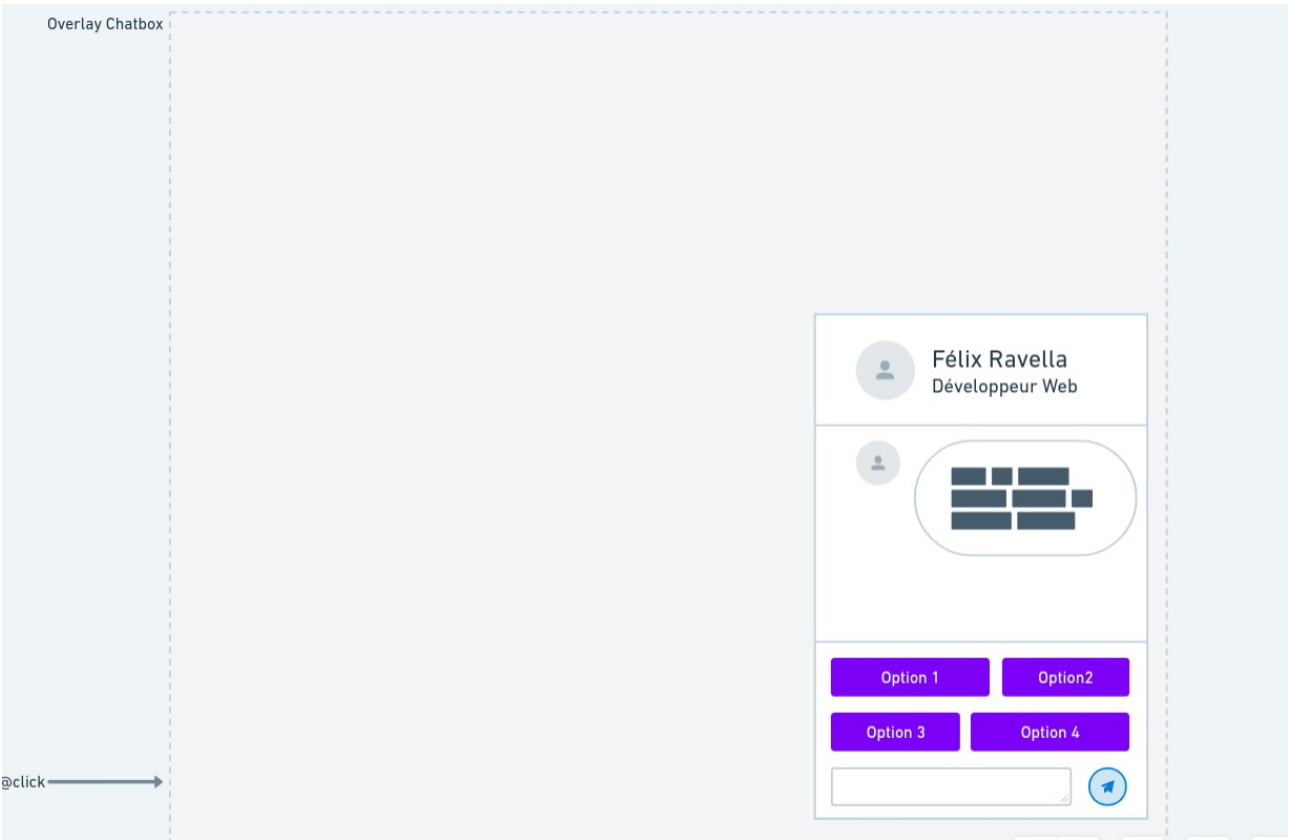 Overlay Chatbox
Félix Ravella
Développeur Web
Option 1
Option2
Option 3
Option 4
@click